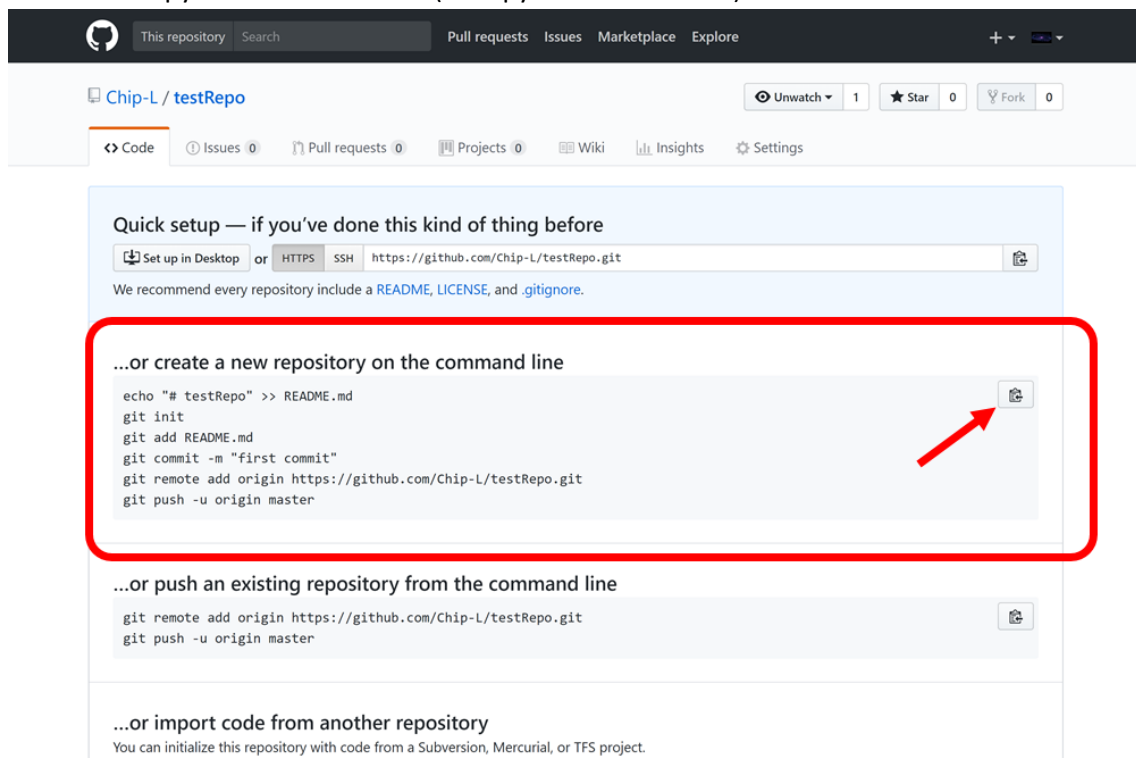 This repository Search Pull requests Issues Marketplace Explore
Chip-L / testRepo Unwatch 1 Star 0 Fork 0
Code Issues 0 Pull requests 0 Projects 0 Wiki Insights Settings
Quick setup — if you've done this kind of thing before
Set up in Desktop or HTTPS SSH https://github.com/Chip-L/testRepo.git
We recommend every repository include a README, LICENSE, and .gitignore.
...or create a new repository on the command line
echo "# testRepo" >> README.md
git init
git add README.md
git commit -m "first commit"
git remote add origin https://github.com/Chip-L/testRepo.git
git push -u origin master
...or push an existing repository from the command line
git remote add origin https://github.com/Chip-L/testRepo.git
git push -u origin master
...or import code from another repository
You can initialize this repository with code from a Subversion, Mercurial, or TFS project.